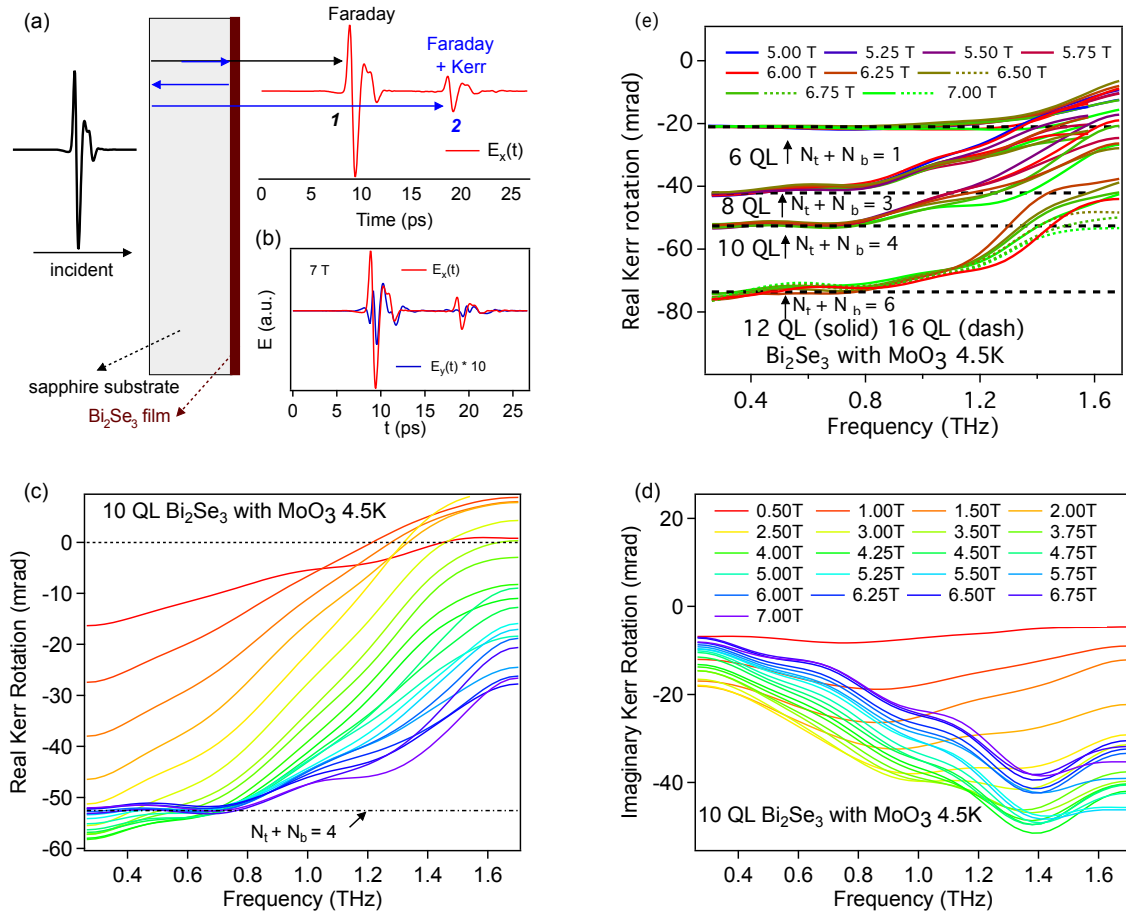 (a)
Faraday
Faraday
+ Kerr
1
2
E_x(t)
0 5 10 15 20 25
Time (ps)
incident
sapphire substrate
Bi₂Se₃ film
(b)
7 T
E_x(t)
E_y(t) * 10
E (a.u.)
0 5 10 15 20 25
t (ps)
(e)
5.00 T 5.25 T 5.50 T 5.75 T
6.00 T 6.25 T 6.50 T
6.75 T 7.00 T
Real Kerr rotation (mrad)
0
-20
-40
-60
-80
6 QL N_t + N_b = 1
8 QL N_t + N_b = 3
10 QL N_t + N_b = 4
N_t + N_b = 6
12 QL (solid) 16 QL (dash)
Bi₂Se₃ with MoO₃ 4.5K
0.4 0.8 1.2 1.6
Frequency (THz)
(c)
10 QL Bi₂Se₃ with MoO₃ 4.5K
Real Kerr Rotation (mrad)
0
-10
-20
-30
-40
-50
-60
N_t + N_b = 4
0.4 0.6 0.8 1.0 1.2 1.4 1.6
Frequency (THz)
(d)
0.50T 1.00T 1.50T 2.00T
2.50T 3.00T 3.50T 3.75T
4.00T 4.25T 4.50T 4.75T
5.00T 5.25T 5.50T 5.75T
6.00T 6.25T 6.50T 6.75T
7.00T
Imaginary Kerr Rotation (mrad)
20
0
-20
-40
10 QL Bi₂Se₃ with MoO₃ 4.5K
0.4 0.6 0.8 1.0 1.2 1.4 1.6
Frequency (THz)